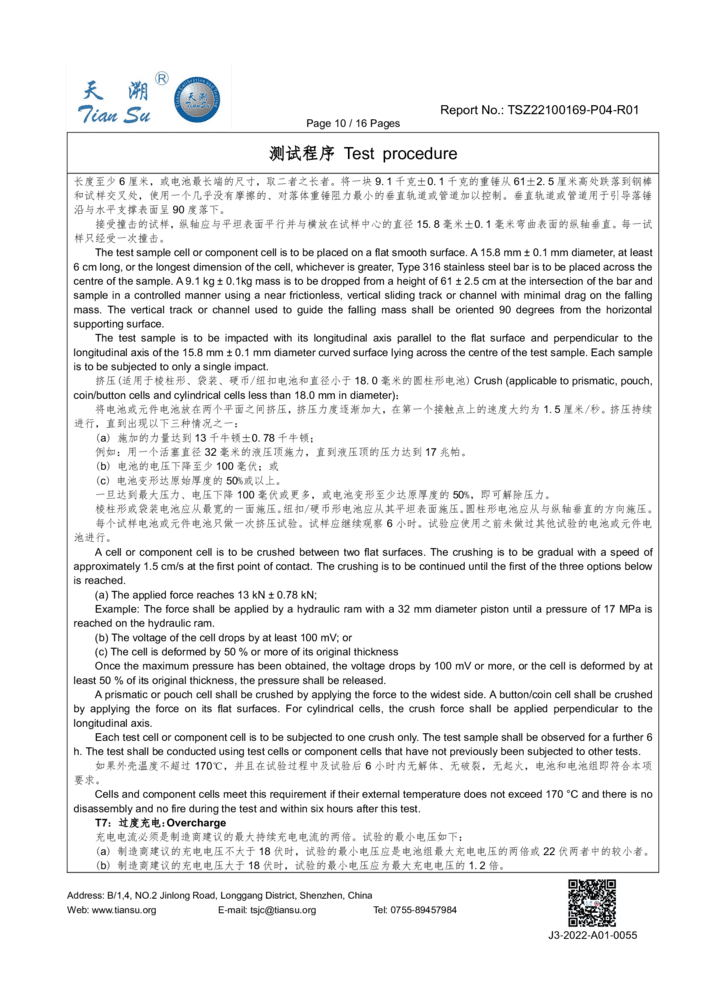 天 溯 ®
Tian Su
天溯
Report No.: TSZ22100169-P04-R01
Page 10 / 16 Pages
测试程序 Test procedure
长度至少 6 厘米，或电池最长端的尺寸，取二者之长者。将一块 9.1 千克±0.1 千克的重锤从 61±2.5 厘米高处跌落到钢棒
和试样交叉处，使用一个几乎没有摩擦的、对落体重锤阻力最小的垂直轨道或管道加以控制。垂直轨道或管道用于引导落锤
沿与水平支撑表面呈 90 度落下。
接受撞击的试样，纵轴应与平坦表面平行并与横放在试样中心的直径 15.8 毫米±0.1 毫米弯曲表面的纵轴垂直。每一试
样只经受一次撞击。
The test sample cell or component cell is to be placed on a flat smooth surface. A 15.8 mm ± 0.1 mm diameter, at least
6 cm long, or the longest dimension of the cell, whichever is greater, Type 316 stainless steel bar is to be placed across the
centre of the sample. A 9.1 kg ± 0.1kg mass is to be dropped from a height of 61 ± 2.5 cm at the intersection of the bar and
sample in a controlled manner using a near frictionless, vertical sliding track or channel with minimal drag on the falling
mass. The vertical track or channel used to guide the falling mass shall be oriented 90 degrees from the horizontal
supporting surface.
The test sample is to be impacted with its longitudinal axis parallel to the flat surface and perpendicular to the
longitudinal axis of the 15.8 mm ± 0.1 mm diameter curved surface lying across the centre of the test sample. Each sample
is to be subjected to only a single impact.
挤压(适用于棱柱形、袋装、硬币/纽扣电池和直径小于 18.0 毫米的圆柱形电池) Crush (applicable to prismatic, pouch,
coin/button cells and cylindrical cells less than 18.0 mm in diameter):
将电池或元件电池放在两个平面之间挤压，挤压力度逐渐加大，在第一个接触点上的速度大约为 1.5 厘米/秒。挤压持续
进行，直到出现以下三种情况之一：
(a) 施加的力量达到 13 千牛顿±0.78 千牛顿；
例如：用一个活塞直径 32 毫米的液压顶施力，直到液压顶的压力达到 17 兆帕。
(b) 电池的电压下降至少 100 毫伏；或
(c) 电池变形达原始厚度的 50%或以上。
一旦达到最大压力、电压下降 100 毫伏或更多，或电池变形至少达原厚度的 50%，即可解除压力。
棱柱形或袋装电池应从最宽的一面施压。纽扣/硬币形电池应从其平坦表面施压。圆柱形电池应从与纵轴垂直的方向施压。
每个试样电池或元件电池只做一次挤压试验。试样应继续观察 6 小时。试验应使用之前未做过其他试验的电池或元件电
池进行。
A cell or component cell is to be crushed between two flat surfaces. The crushing is to be gradual with a speed of
approximately 1.5 cm/s at the first point of contact. The crushing is to be continued until the first of the three options below
is reached.
(a) The applied force reaches 13 kN ± 0.78 kN;
Example: The force shall be applied by a hydraulic ram with a 32 mm diameter piston until a pressure of 17 MPa is
reached on the hydraulic ram.
(b) The voltage of the cell drops by at least 100 mV; or
(c) The cell is deformed by 50 % or more of its original thickness
Once the maximum pressure has been obtained, the voltage drops by 100 mV or more, or the cell is deformed by at
least 50 % of its original thickness, the pressure shall be released.
A prismatic or pouch cell shall be crushed by applying the force to the widest side. A button/coin cell shall be crushed
by applying the force on its flat surfaces. For cylindrical cells, the crush force shall be applied perpendicular to the
longitudinal axis.
Each test cell or component cell is to be subjected to one crush only. The test sample shall be observed for a further 6
h. The test shall be conducted using test cells or component cells that have not previously been subjected to other tests.
如果外壳温度不超过 170℃，并且在试验过程中及试验后 6 小时内无解体、无破裂，无起火，电池和电池组即符合本项
要求。
Cells and component cells meet this requirement if their external temperature does not exceed 170 °C and there is no
disassembly and no fire during the test and within six hours after this test.
T7：过度充电：Overcharge
充电电流必须是制造商建议的最大持续充电电流的两倍。试验的最小电压如下：
(a) 制造商建议的充电电压不大于 18 伏时，试验的最小电压应是电池组最大充电电压的两倍或 22 伏两者中的较小者。
(b) 制造商建议的充电电压大于 18 伏时，试验的最小电压应为最大充电电压的 1.2 倍。
Address: B/1,4, NO.2 Jinlong Road, Longgang District, Shenzhen, China
Web: www.tiansu.org E-mail: tsjc@tiansu.org Tel: 0755-89457984
J3-2022-A01-0055